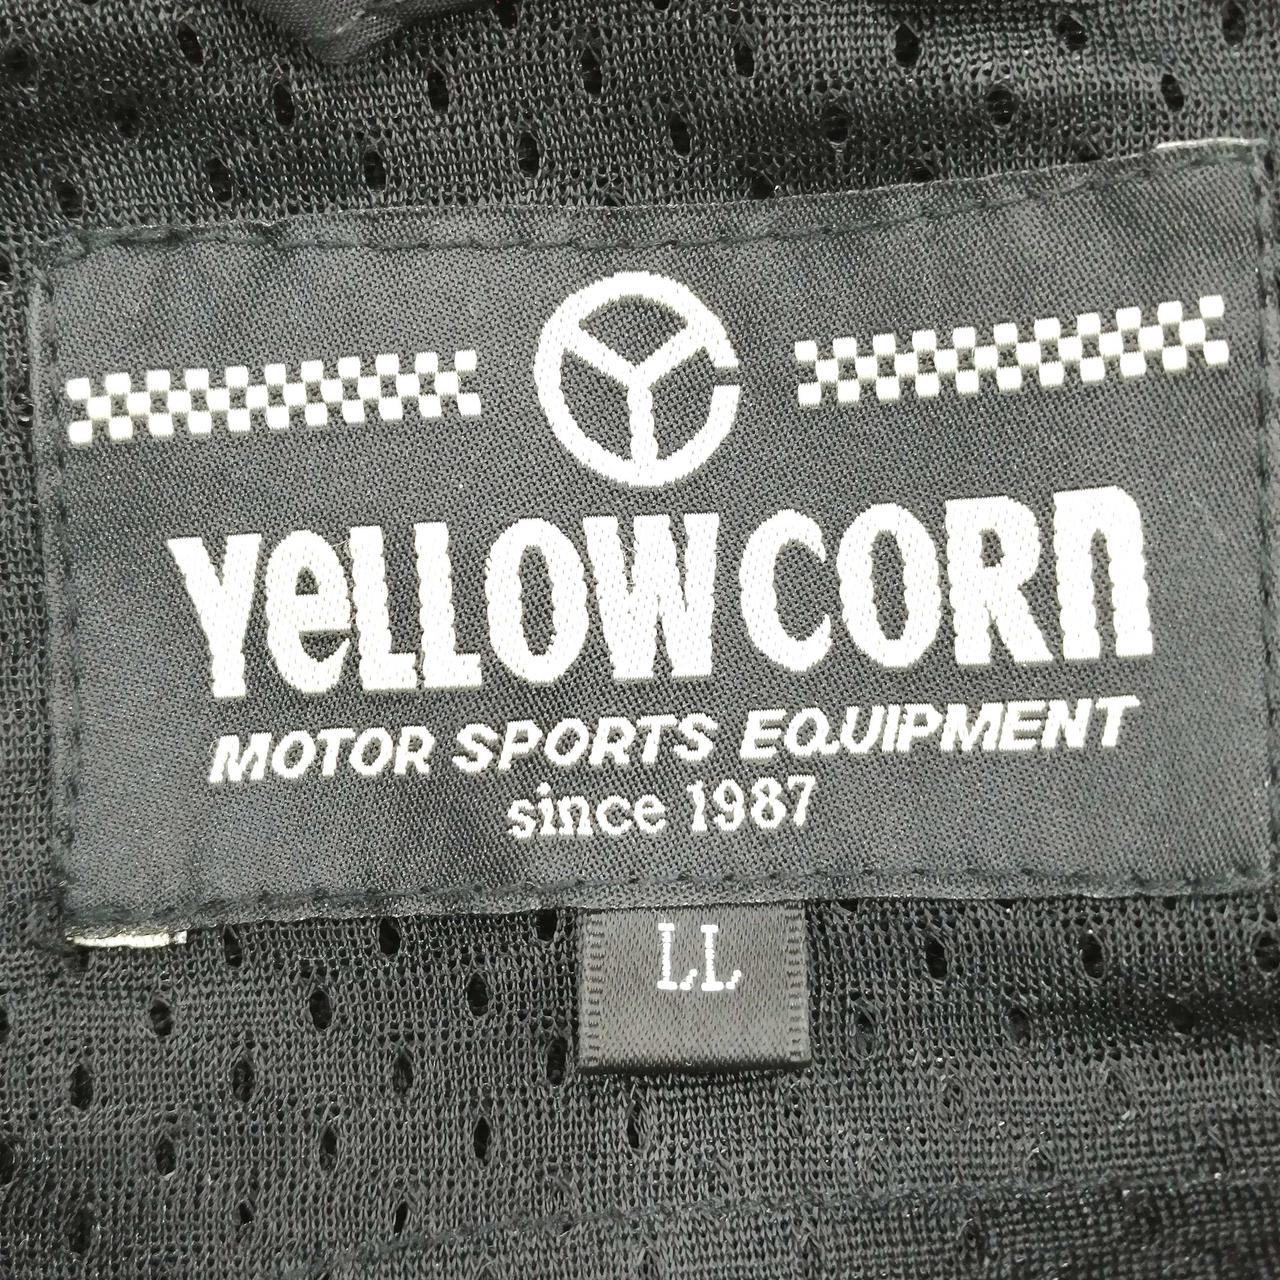 YeLLOW CORn
MOTOR SPORTS EQUIPMENT
since 1987
LL